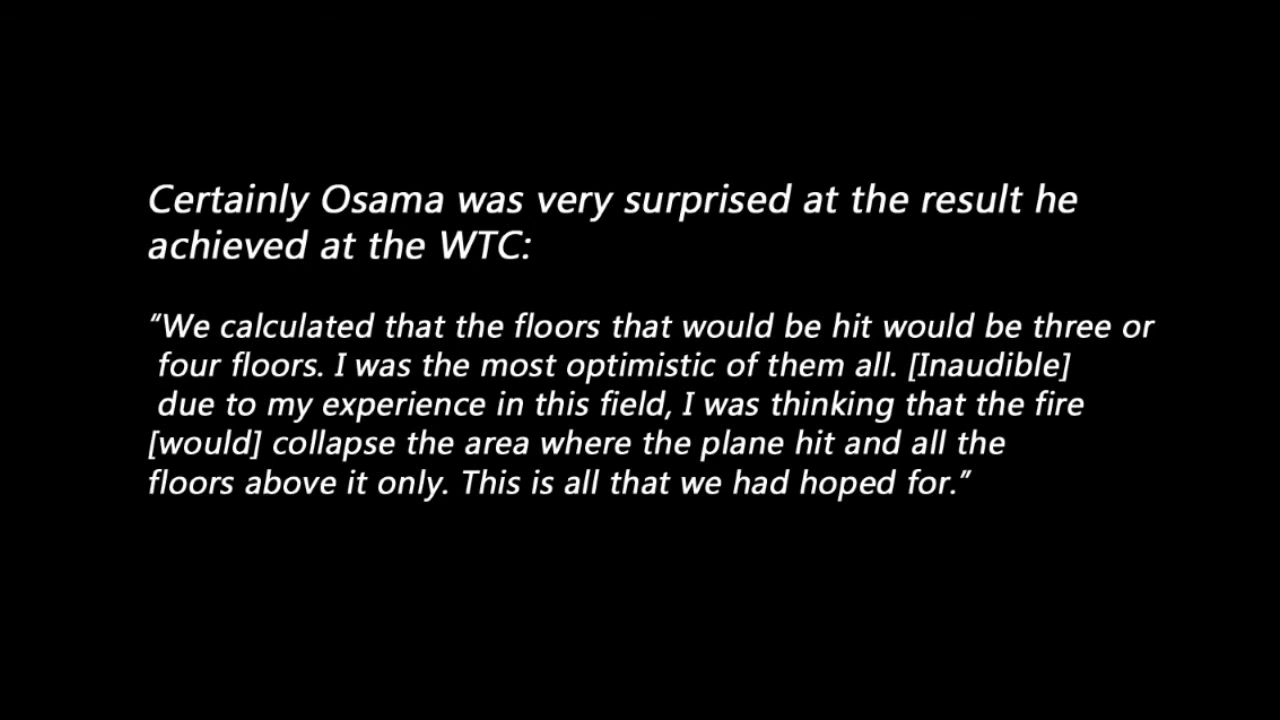 Certainly Osama was very surprised at the result he
achieved at the WTC:
“We calculated that the floors that would be hit would be three or
four floors. I was the most optimistic of them all. [Inaudible]
due to my experience in this field, I was thinking that the fire
[would] collapse the area where the plane hit and all the
floors above it only. This is all that we had hoped for.”